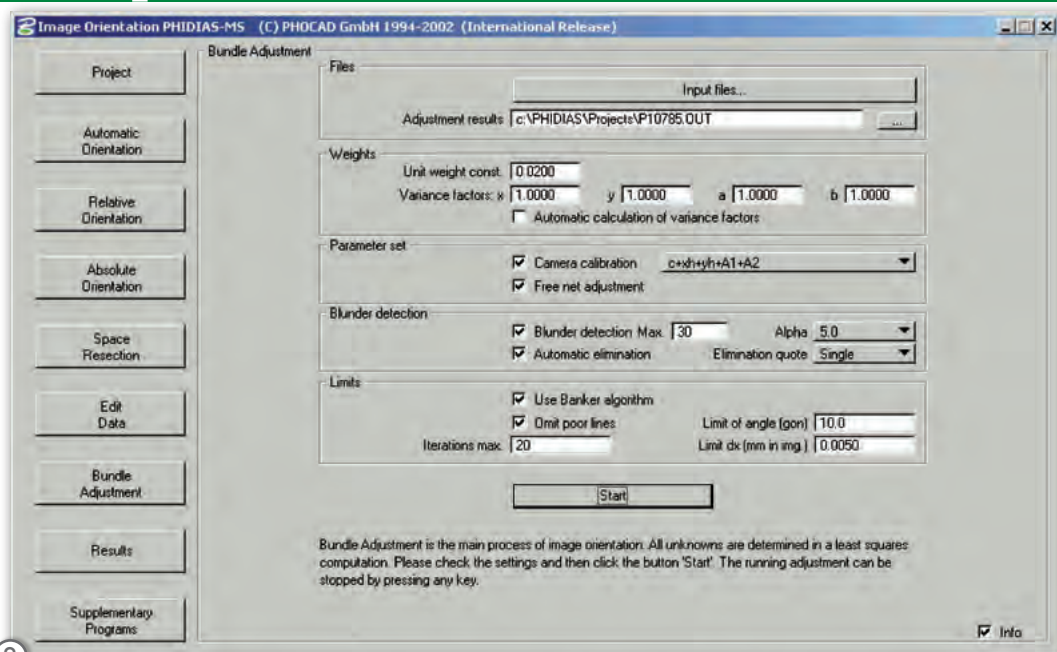 Image Orientation PHIDIAS-MS (C) PHOCAD GmbH 1994-2002 (International Release)
Project
Automatic
Orientation
Relative
Orientation
Absolute
Orientation
Space
Resection
Edit
Data
Bundle
Adjustment
Results
Supplementary
Programs
Bundle Adjustment
Files
Input files...
Adjustment results c:\PHIDIAS\Projects\P10785.OUT ...
Weights
Unit weight const. 0.0200
Variance factors: x 1.0000 y 1.0000 a 1.0000 b 1.0000
Automatic calculation of variance factors
Parameter set
Camera calibration c+xh+yh+A1+A2
Free net adjustment
Blunder detection
Blunder detection Max. 30 Alpha 5.0
Automatic elimination Elimination quote Single
Limits
Use Banker algorithm
Omit poor lines Limit of angle (gon) 10.0
Iterations max. 20 Limit dx (mm in img.) 0.0050
Start
Bundle Adjustment is the main process of image orientation. All unknowns are determined in a least squares
computation. Please check the settings and then click the button 'Start'. The running adjustment can be
stopped by pressing any key.
Info